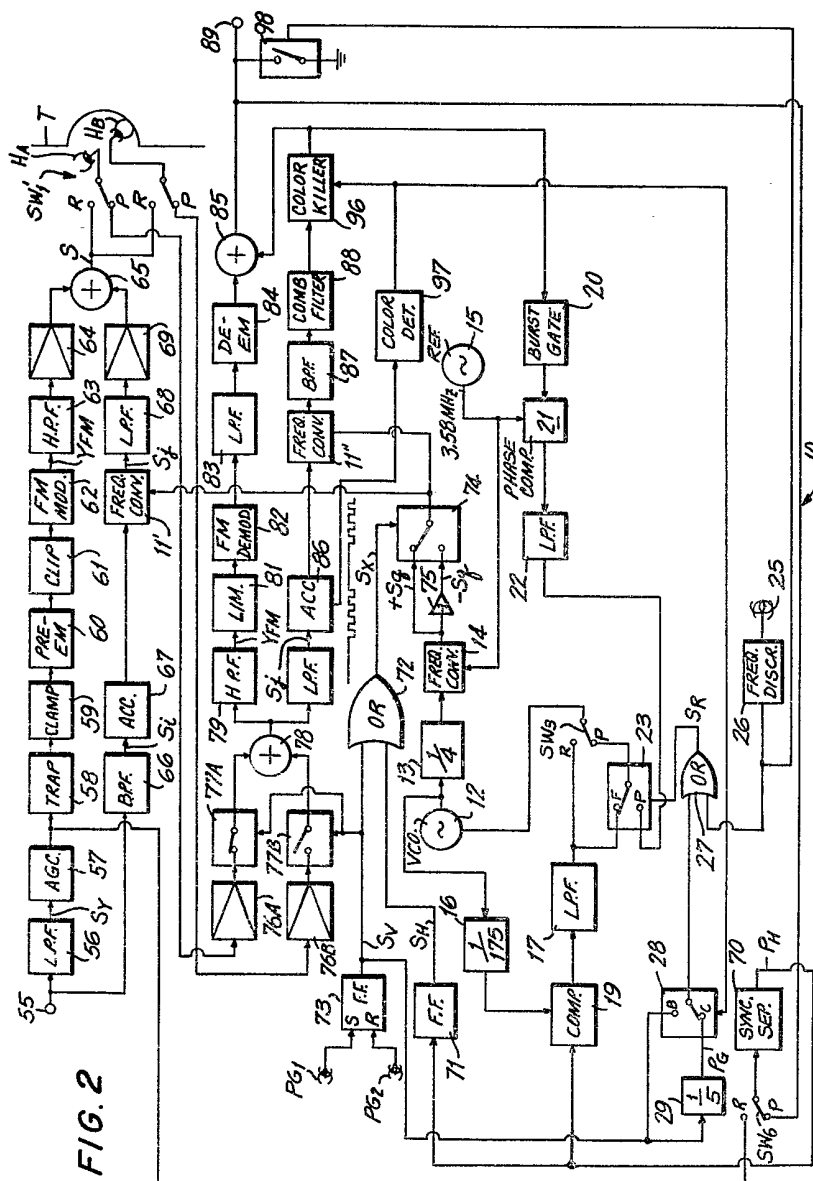 FIG. 2
55
L.P.F.
56
SY
AGC.
57
TRAP
58
CLAMP
59
PRE-EM
60
CLIP
61
FM MOD.
62
YFM
H.P.F.
63
64
S
65
SW1'
HA
HB
T
R
P
R
P
B.P.F.
66
Si
ACC.
67
FREQ. CONV.
11'
Sj
L.P.F.
68
69
76A
77A
76B
77B
78
H.P.F.
79
YFM
LIM.
81
FM DEMOD
82
L.P.F.
83
DE-EM
84
85
89
98
L.P.F.
Sj
ACC.
86
FREQ. CONV.
11"
B.P.F.
87
COMB FILTER
88
COLOR KILLER
96
COLOR DET.
97
PG1
PG2
73
S F.F.
R
SV
OR
72
SX
SH
F.F.
71
+Sq
-Sq
75
74
VCO.
12
13
1/4
FREQ. CONV.
14
REF.
15
3.58MHz
BURST GATE
20
PHASE COMP.
21
L.P.F.
22
16
1/175
COMP.
19
L.P.F.
17
R
SW3
P
F
P
23
SR
OR
27
FREQ. DISCR.
26
25
28
B
C
PG'
1/5
29
SYNC. SEP.
70
PH
R
SW6
P
10